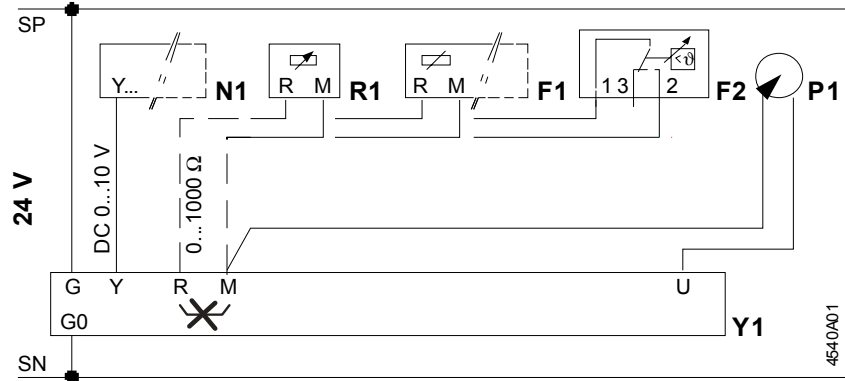 SP
Y... N1
R M R1
R M F1
<ϑ
1 3 2 F2
P1
24 V
DC 0...10 V
0...1000 Ω
G Y R M U
G0
Y1
SN
4540A01